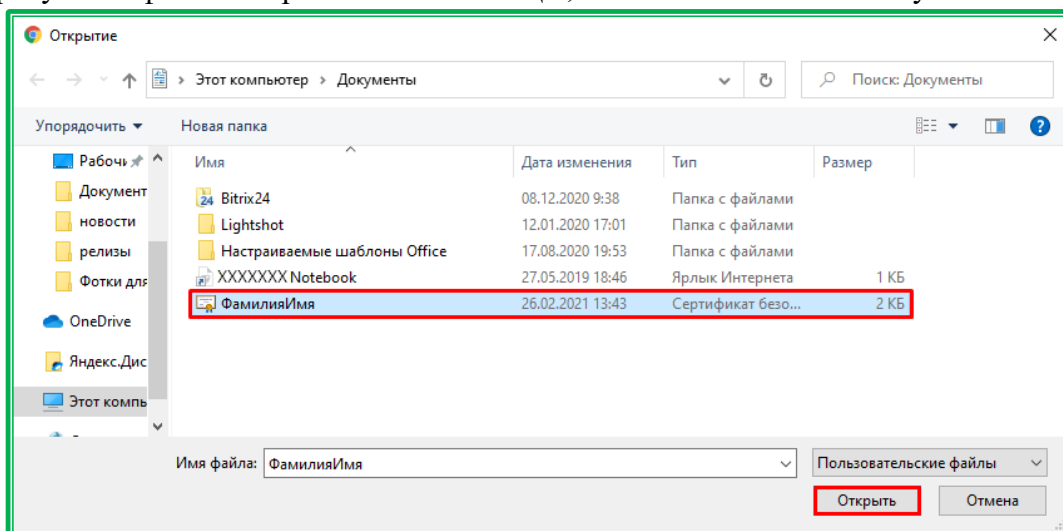 Открытие
Этот компьютер > Документы
Поиск: Документы
Упорядочить
Новая папка
Имя
Дата изменения
Тип
Размер
Рабочи
Документ
новости
релизы
Фотки для
OneDrive
Яндекс.Дис
Этот компь
Bitrix24 08.12.2020 9:38 Папка с файлами
Lightshot 12.01.2020 17:01 Папка с файлами
Настраиваемые шаблоны Office 17.08.2020 19:53 Папка с файлами
XXXXXXX Notebook 27.05.2019 18:46 Ярлык Интернета 1 КБ
ФамилияИмя 26.02.2021 13:43 Сертификат безо... 2 КБ
Имя файла: ФамилияИмя
Пользовательские файлы
Открыть
Отмена